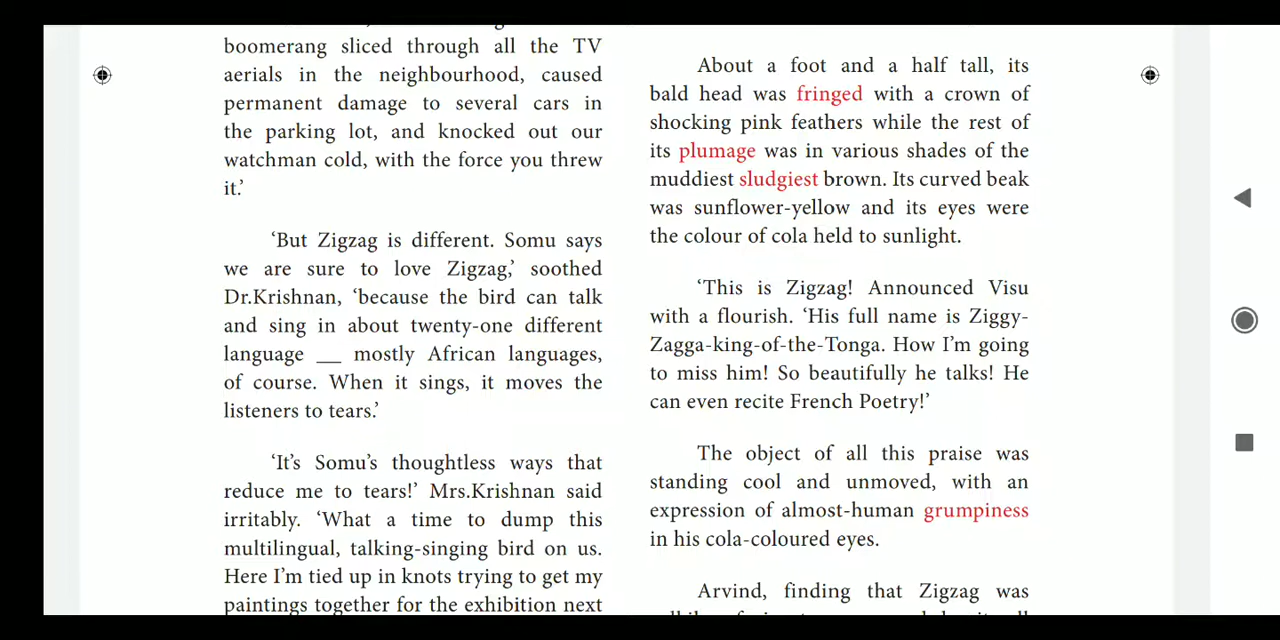 boomerang sliced through all the TV
aerials in the neighbourhood, caused
permanent damage to several cars in
the parking lot, and knocked out our
watchman cold, with the force you threw
it.’
‘But Zigzag is different. Somu says
we are sure to love Zigzag,’ soothed
Dr.Krishnan, ‘because the bird can talk
and sing in about twenty-one different
language __ mostly African languages,
of course. When it sings, it moves the
listeners to tears.’
‘It’s Somu’s thoughtless ways that
reduce me to tears!’ Mrs.Krishnan said
irritably. ‘What a time to dump this
multilingual, talking-singing bird on us.
Here I’m tied up in knots trying to get my
paintings together for the exhibition next
About a foot and a half tall, its
bald head was fringed with a crown of
shocking pink feathers while the rest of
its plumage was in various shades of the
muddiest sludgiest brown. Its curved beak
was sunflower-yellow and its eyes were
the colour of cola held to sunlight.
‘This is Zigzag! Announced Visu
with a flourish. ‘His full name is Ziggy-
Zagga-king-of-the-Tonga. How I’m going
to miss him! So beautifully he talks! He
can even recite French Poetry!’
The object of all this praise was
standing cool and unmoved, with an
expression of almost-human grumpiness
in his cola-coloured eyes.
Arvind, finding that Zigzag was